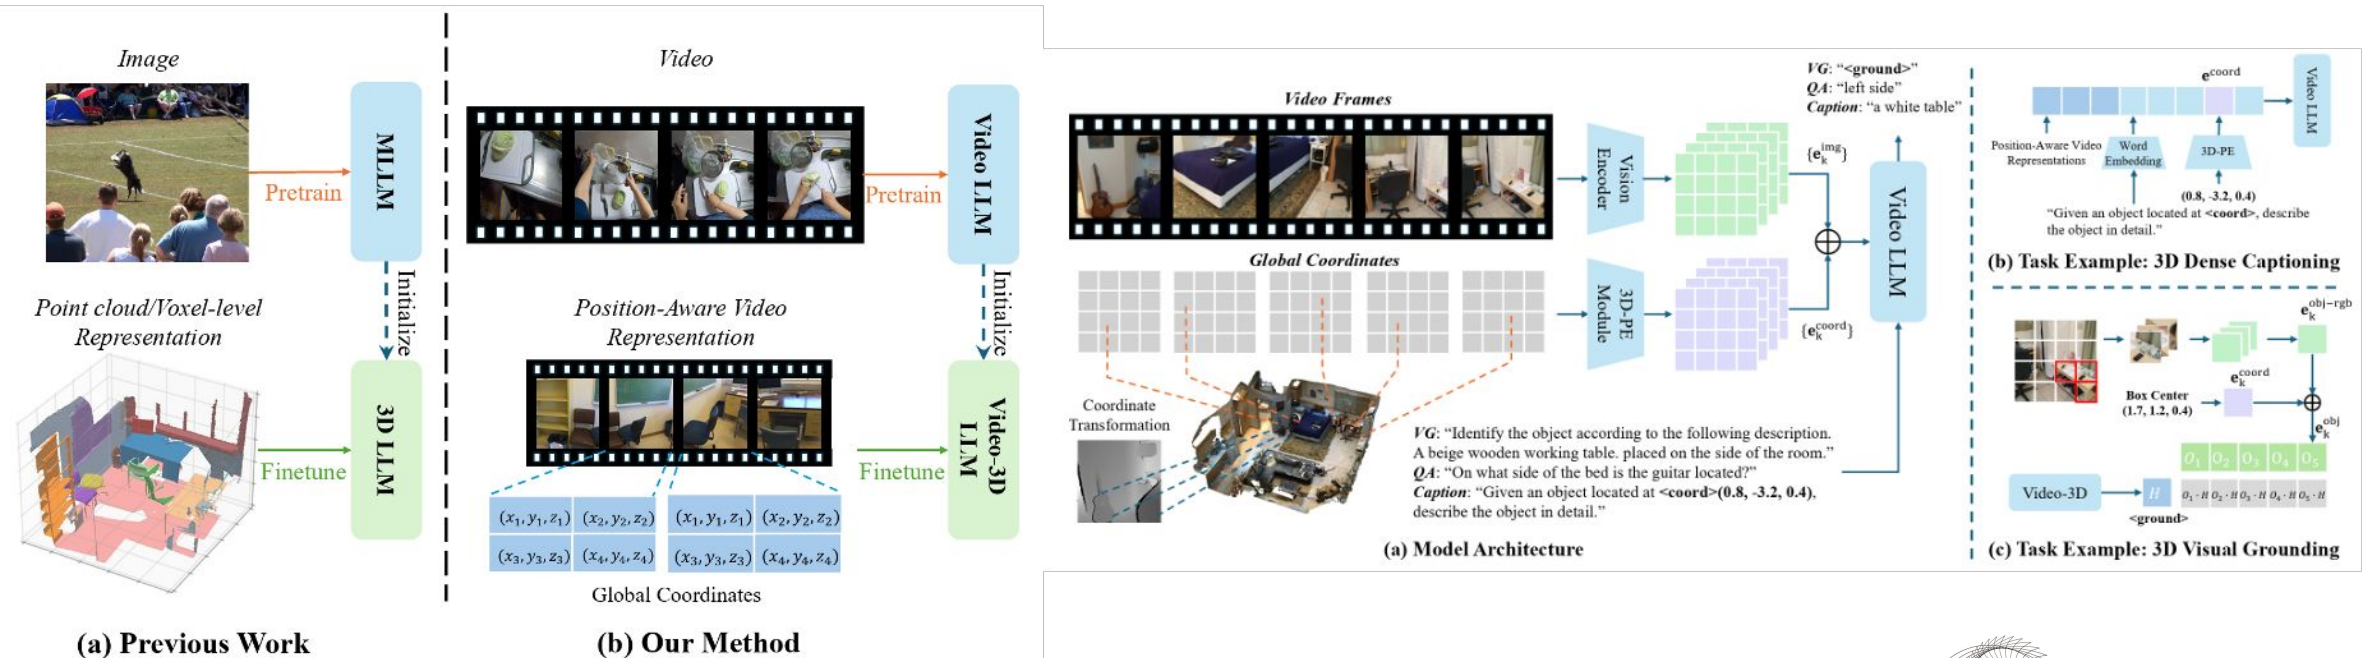 Image
MLLM
Pretrain
Initialize
Point cloud/Voxel-level
Representation
3D LLM
Finetune
(a) Previous Work
Video
Video LLM
Pretrain
Initialize
Position-Aware Video
Representation
Video-3D
LLM
Finetune
(x₁, y₁, z₁) (x₂, y₂, z₂) (x₁, y₁, z₁) (x₂, y₂, z₂)
(x₃, y₃, z₃) (x₄, y₄, z₄) (x₃, y₃, z₃) (x₄, y₄, z₄)
Global Coordinates
(b) Our Method
Video Frames
Vision
Encoder
{e_k^img}
Global Coordinates
3D-PE
Module
{e_k^coord}
Video LLM
VG: “<ground>”
QA: “left side”
Caption: “a white table”
Coordinate
Transformation
VG: “Identify the object according to the following description.
A beige wooden working table. placed on the side of the room.”
QA: “On what side of the bed is the guitar located?”
Caption: “Given an object located at <coord>(0.8, -3.2, 0.4),
describe the object in detail.”
(a) Model Architecture
e^coord
Video LLM
Position-Aware Video
Representations
Word
Embedding
3D-PE
(0.8, -3.2, 0.4)
“Given an object located at <coord>, describe
the object in detail.”
(b) Task Example: 3D Dense Captioning
e_k^obj-rgb
e_k^coord
Box Center
(1.7, 1.2, 0.4)
e_k^obj
O₁ O₂ O₃ O₄ O₅
Video-3D
H
O₁·H O₂·H O₃·H O₄·H O₅·H
<ground>
(c) Task Example: 3D Visual Grounding